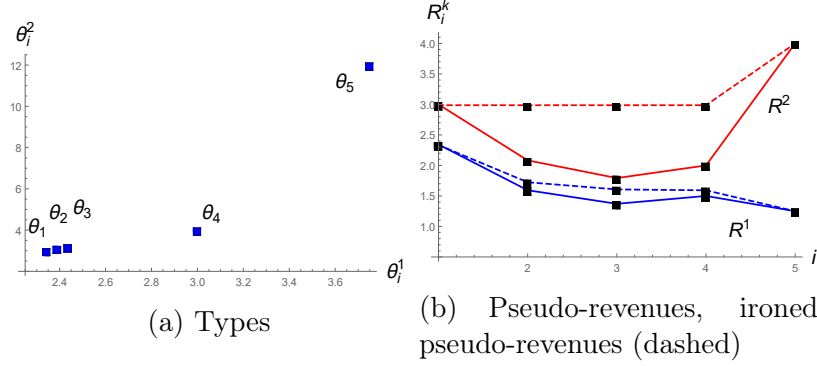 θ_i^2
12
10
8
6
4
θ_5
θ_4
θ_1 θ_2 θ_3
2.4 2.6 2.8 3.0 3.2 3.4 3.6
θ_i^1
(a) Types
R_i^k
4.0
3.5
3.0
2.5
2.0
1.5
1.0
R^2
R^1
2 3 4 5
i
(b) Pseudo-revenues, ironed
pseudo-revenues (dashed)